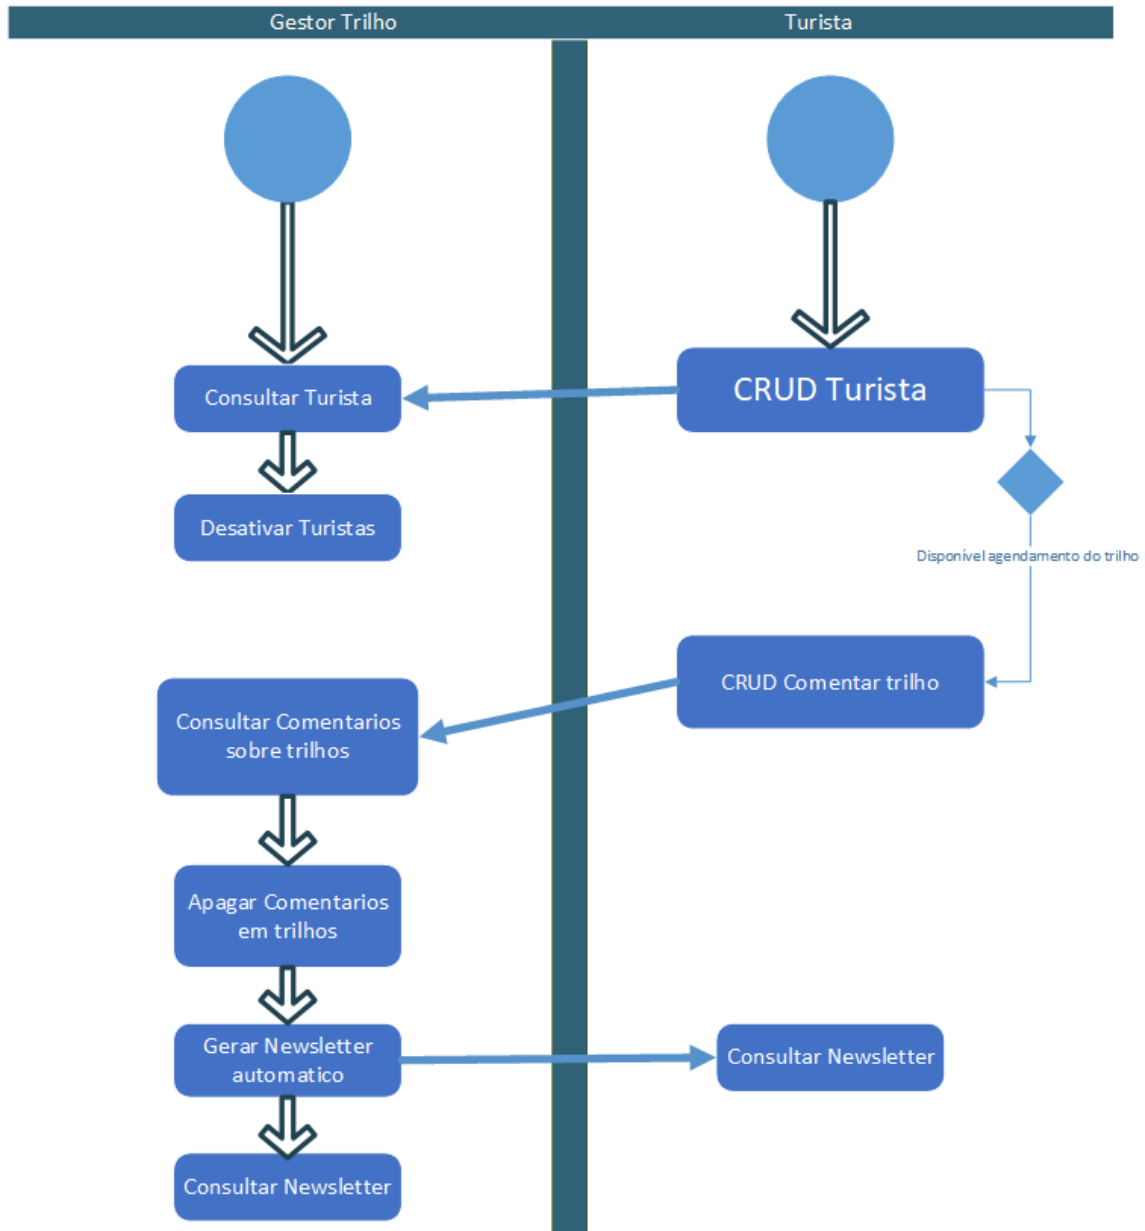 Gestor Trilho
Turista
Consultar Turista
CRUD Turista
Desativar Turistas
Disponível agendamento do trilho
CRUD Comentar trilho
Consultar Comentarios
sobre trilhos
Apagar Comentarios
em trilhos
Gerar Newsletter
automatico
Consultar Newsletter
Consultar Newsletter